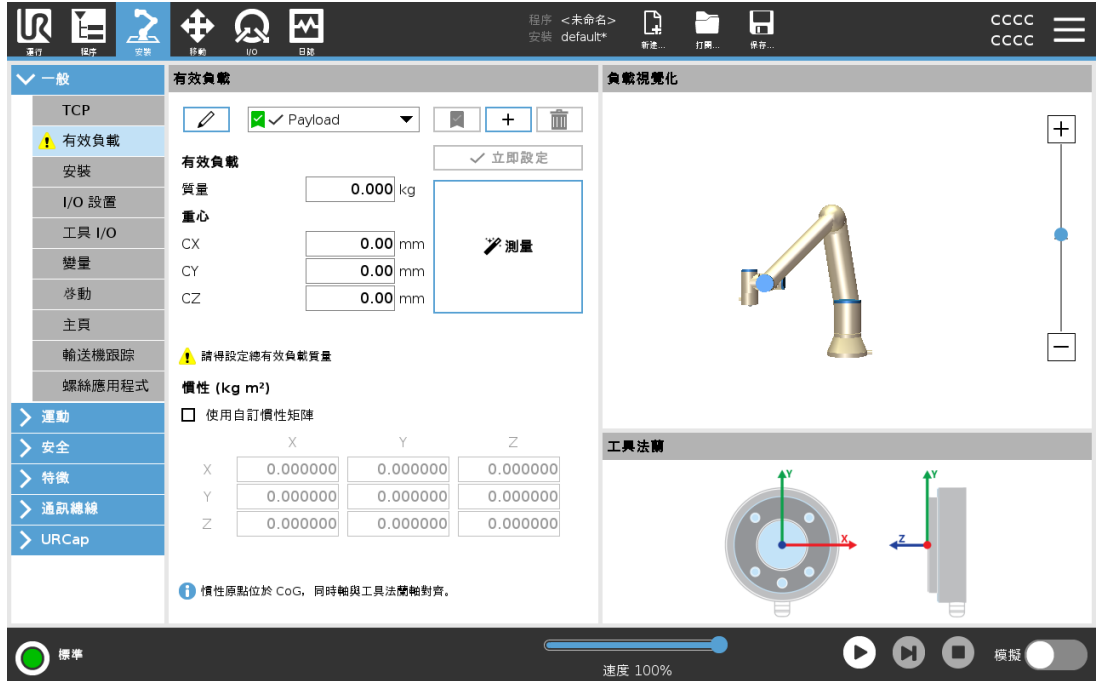 UR
運行
程序
安裝
移動
I/O
日誌
程序 <未命名>
安裝 default*
新建...
打開...
保存...
CCCC
CCCC
一般
TCP
有效負載
安裝
I/O 設置
工具 I/O
變量
啓動
主頁
輸送機跟踪
螺絲應用程式
運動
安全
特徵
通訊總線
URCap
有效負載
Payload
立即設定
有效負載
質量 0.000 kg
重心
CX 0.00 mm
CY 0.00 mm
CZ 0.00 mm
測量
請得設定總有效負載質量
慣性 (kg m²)
使用自訂慣性矩陣
X Y Z
X 0.000000 0.000000 0.000000
Y 0.000000 0.000000 0.000000
Z 0.000000 0.000000 0.000000
慣性原點位於 CoG，同時軸與工具法蘭軸對齊。
負載視覺化
工具法蘭
Y
X
Y
Z
標準
速度 100%
模擬